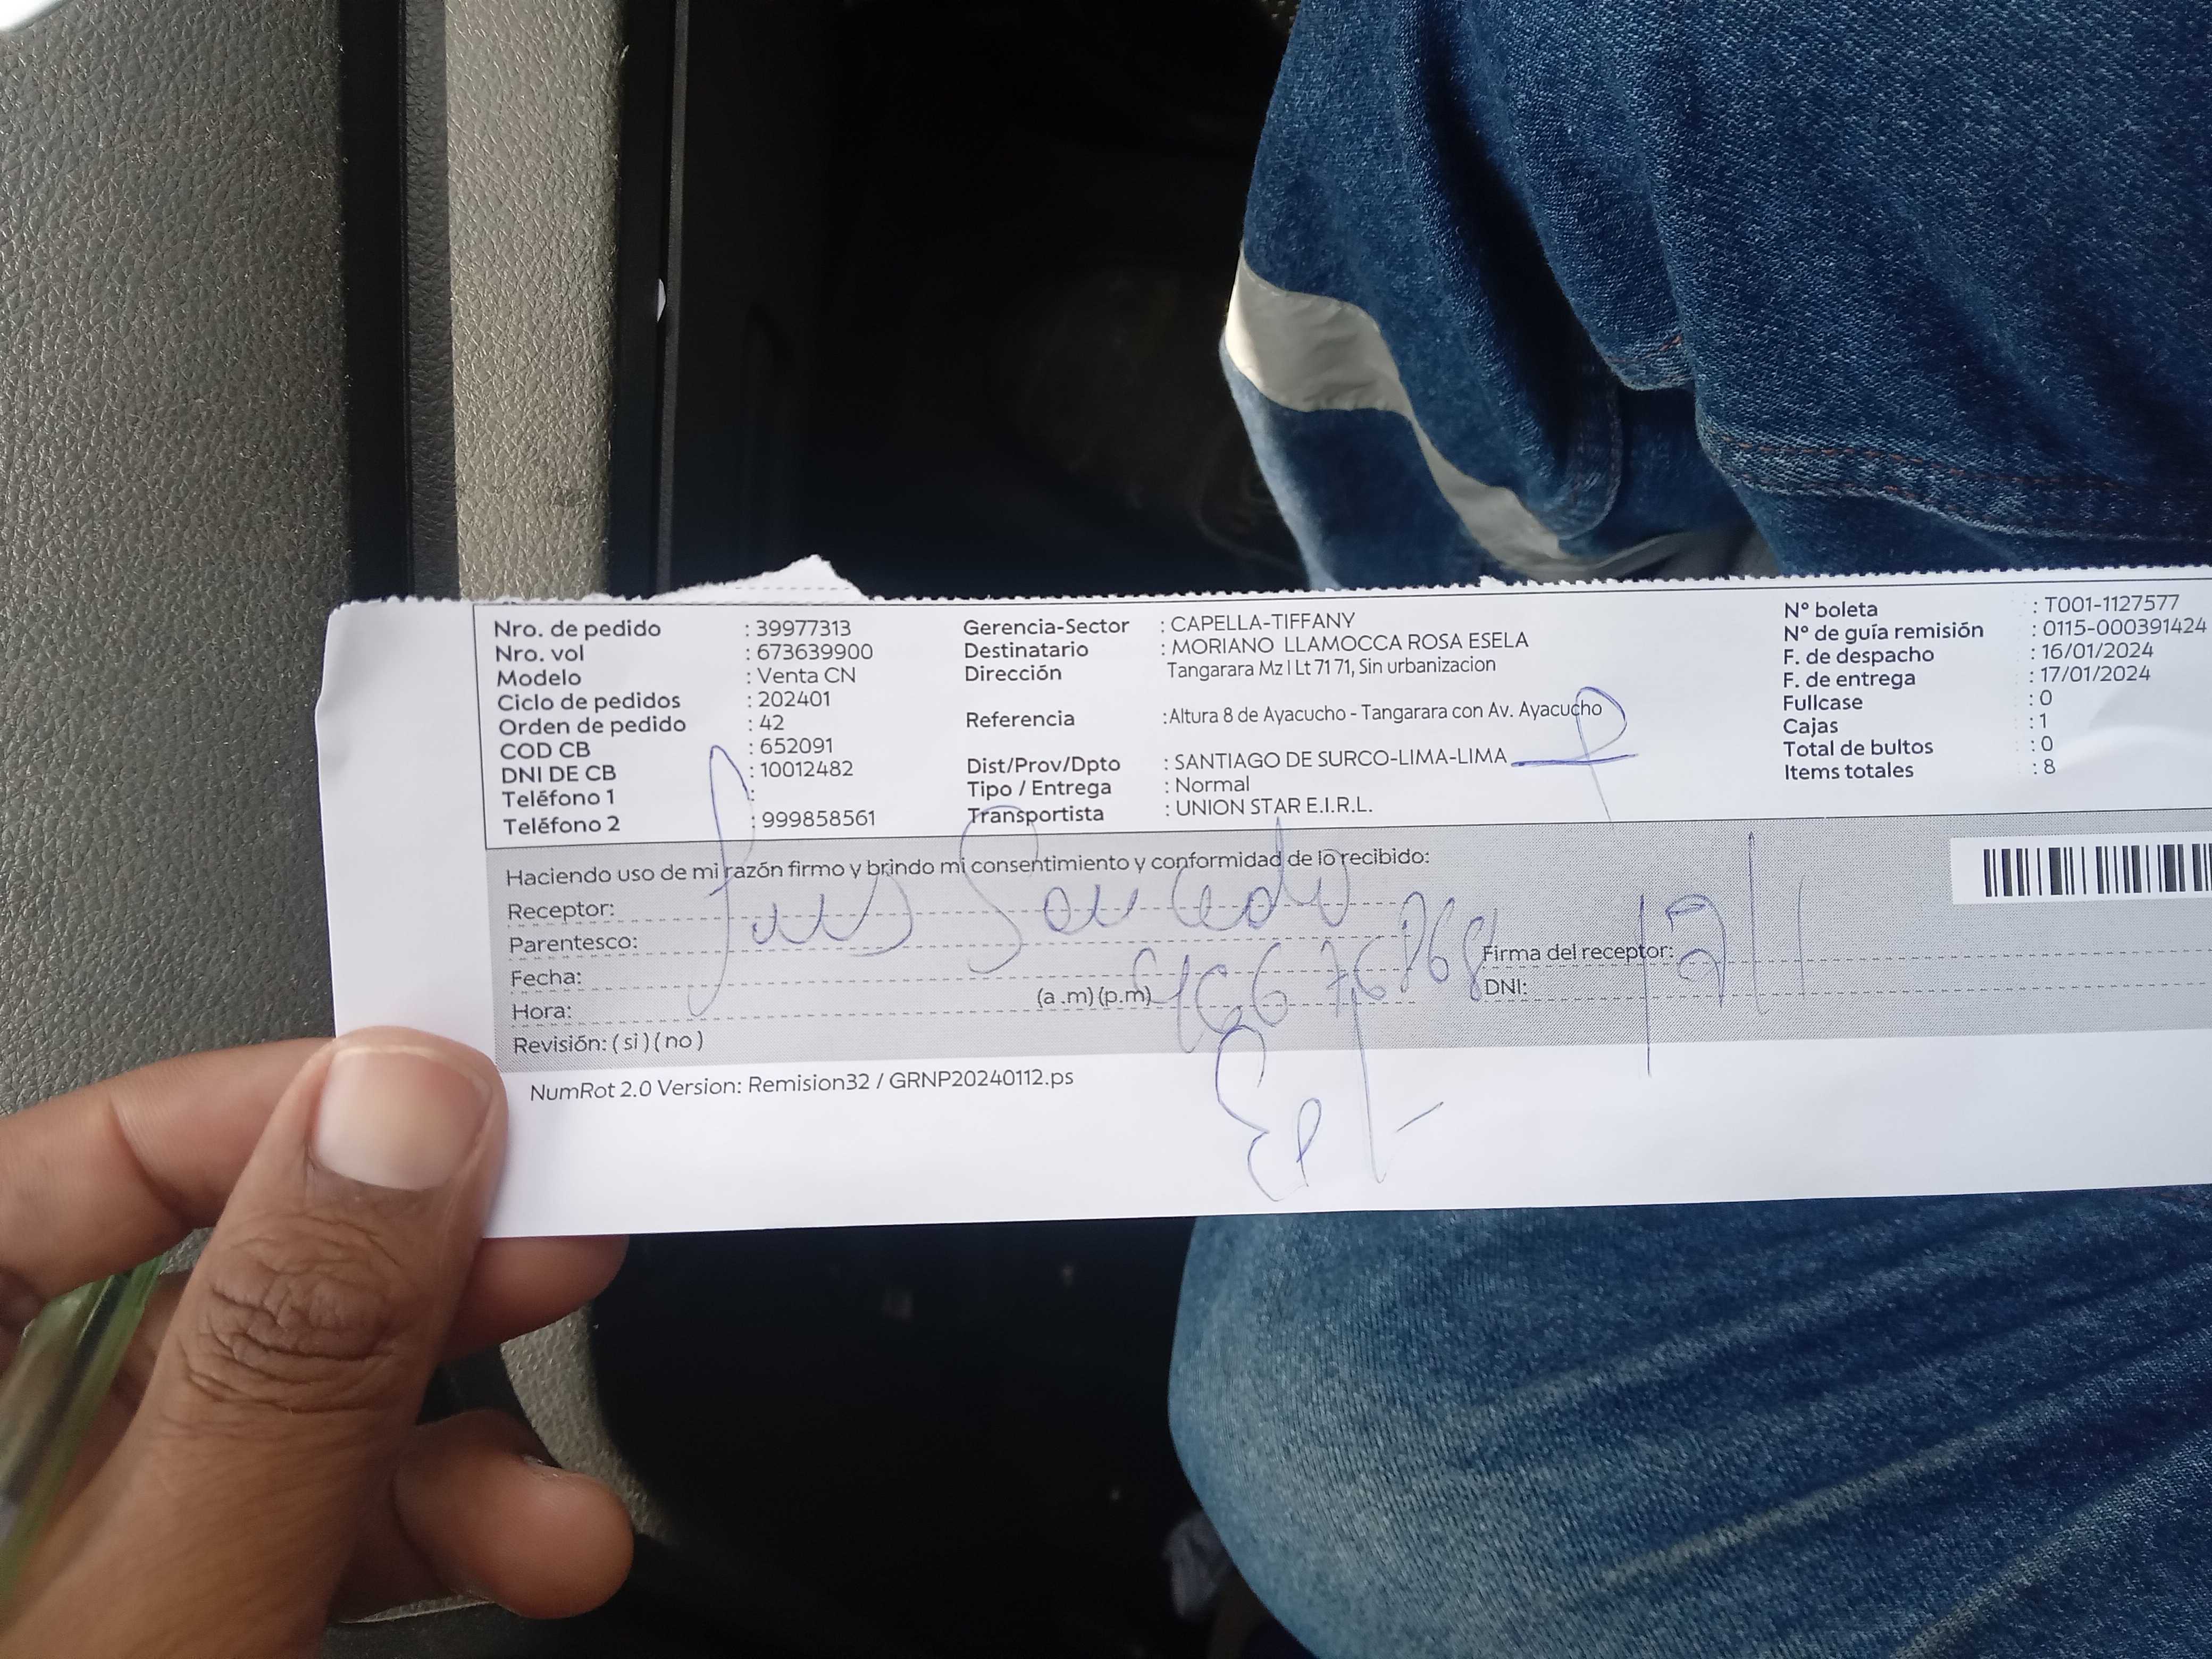 Nro. de pedido : 39977313
Nro. vol : 673639900
Modelo : Venta CN
Ciclo de pedidos : 202401
Orden de pedido : 42
COD CB : 652091
DNI DE CB : 10012482
Teléfono 1 :
Teléfono 2 : 999858561
Gerencia-Sector : CAPELLA-TIFFANY
Destinatario : MORIANO LLAMOCCA ROSA ESELA
Dirección Tangarara Mz I Lt 71 71, Sin urbanizacion
Referencia :Altura 8 de Ayacucho - Tangarara con Av. Ayacucho
Dist/Prov/Dpto : SANTIAGO DE SURCO-LIMA-LIMA
Tipo / Entrega : Normal
Transportista : UNION STAR E.I.R.L.
Nº boleta : T001-1127577
Nº de guía remisión : 0115-000391424
F. de despacho : 16/01/2024
F. de entrega : 17/01/2024
Fullcase : 0
Cajas : 1
Total de bultos : 0
Items totales : 8
Haciendo uso de mi razón firmo y brindo mi consentimiento y conformidad de lo recibido:
Receptor: Luis Saucedo
Parentesco:
Fecha:
Hora: (a .m) (p.m)
Revisión: ( si ) ( no )
Firma del receptor:
DNI:
NumRot 2.0 Version: Remision32 / GRNP20240112.ps